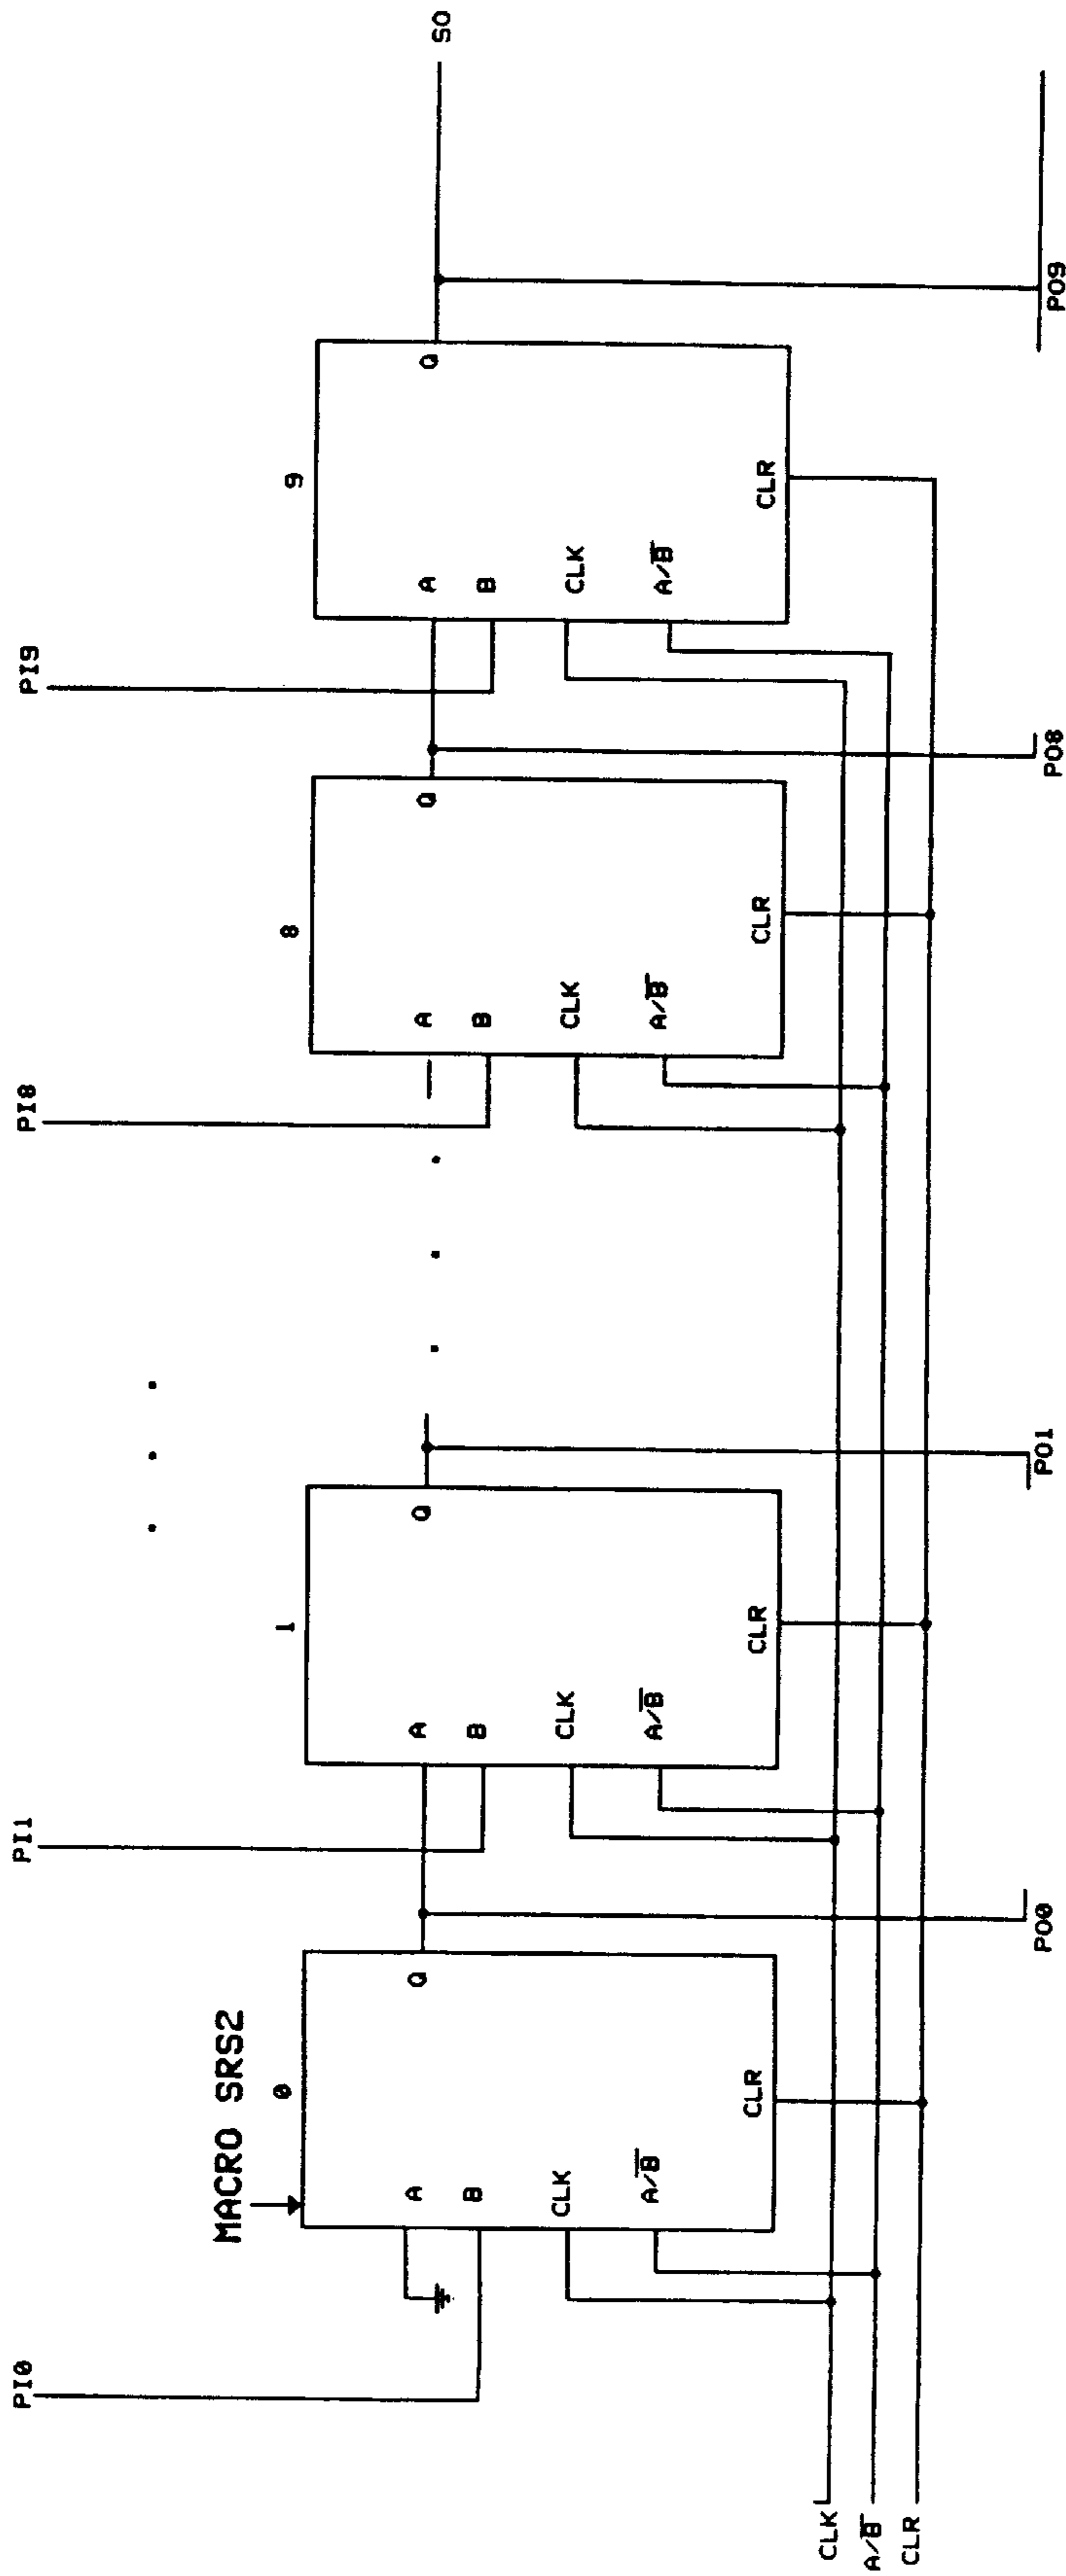 PI0 PI1 PI8 PI9
MACRO SRS2
0 1 8 9
A Q A Q A Q A Q SO
B B B B
CLK CLK CLK CLK
A/B̅ A/B̅ A/B̅ A/B̅
CLR CLR CLR CLR
CLK
A/B̅
CLR
PO0 PO1 PO8 PO9